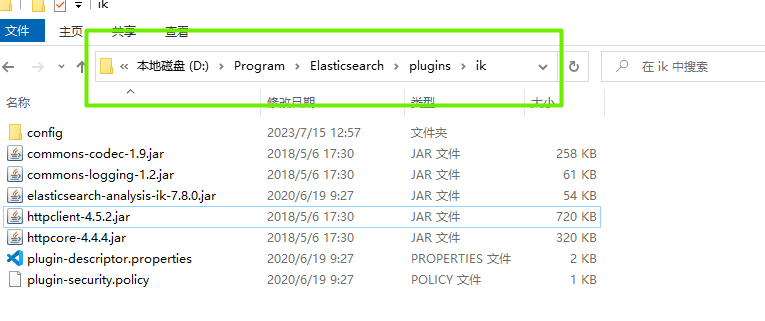 ik
文件 主页 共享 查看
« 本地磁盘 (D:) › Program › Elasticsearch › plugins › ik 在 ik 中搜索
名称 修改日期 类型 大小
config 2023/7/15 12:57 文件夹
commons-codec-1.9.jar 2018/5/6 17:30 JAR 文件 258 KB
commons-logging-1.2.jar 2018/5/6 17:30 JAR 文件 61 KB
elasticsearch-analysis-ik-7.8.0.jar 2020/6/19 9:27 JAR 文件 54 KB
httpclient-4.5.2.jar 2018/5/6 17:30 JAR 文件 720 KB
httpcore-4.4.4.jar 2018/5/6 17:30 JAR 文件 320 KB
plugin-descriptor.properties 2020/6/19 9:27 PROPERTIES 文件 2 KB
plugin-security.policy 2020/6/19 9:27 POLICY 文件 1 KB